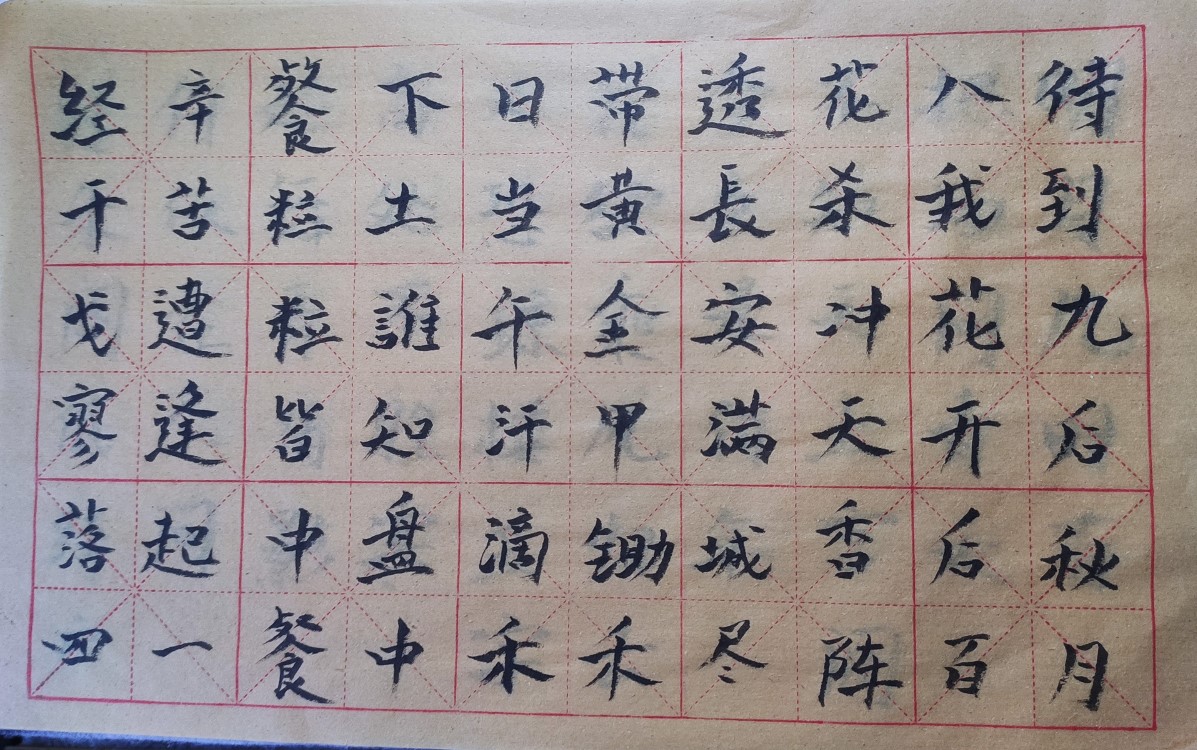 待到九后秋月
八我花开后百
花杀冲天香阵
透長安满城尽
带黄金甲锄禾
日当午汗滴禾
下土誰知盘中
餐粒粒皆中餐
辛苦遭逢起一
经干戈寥落四